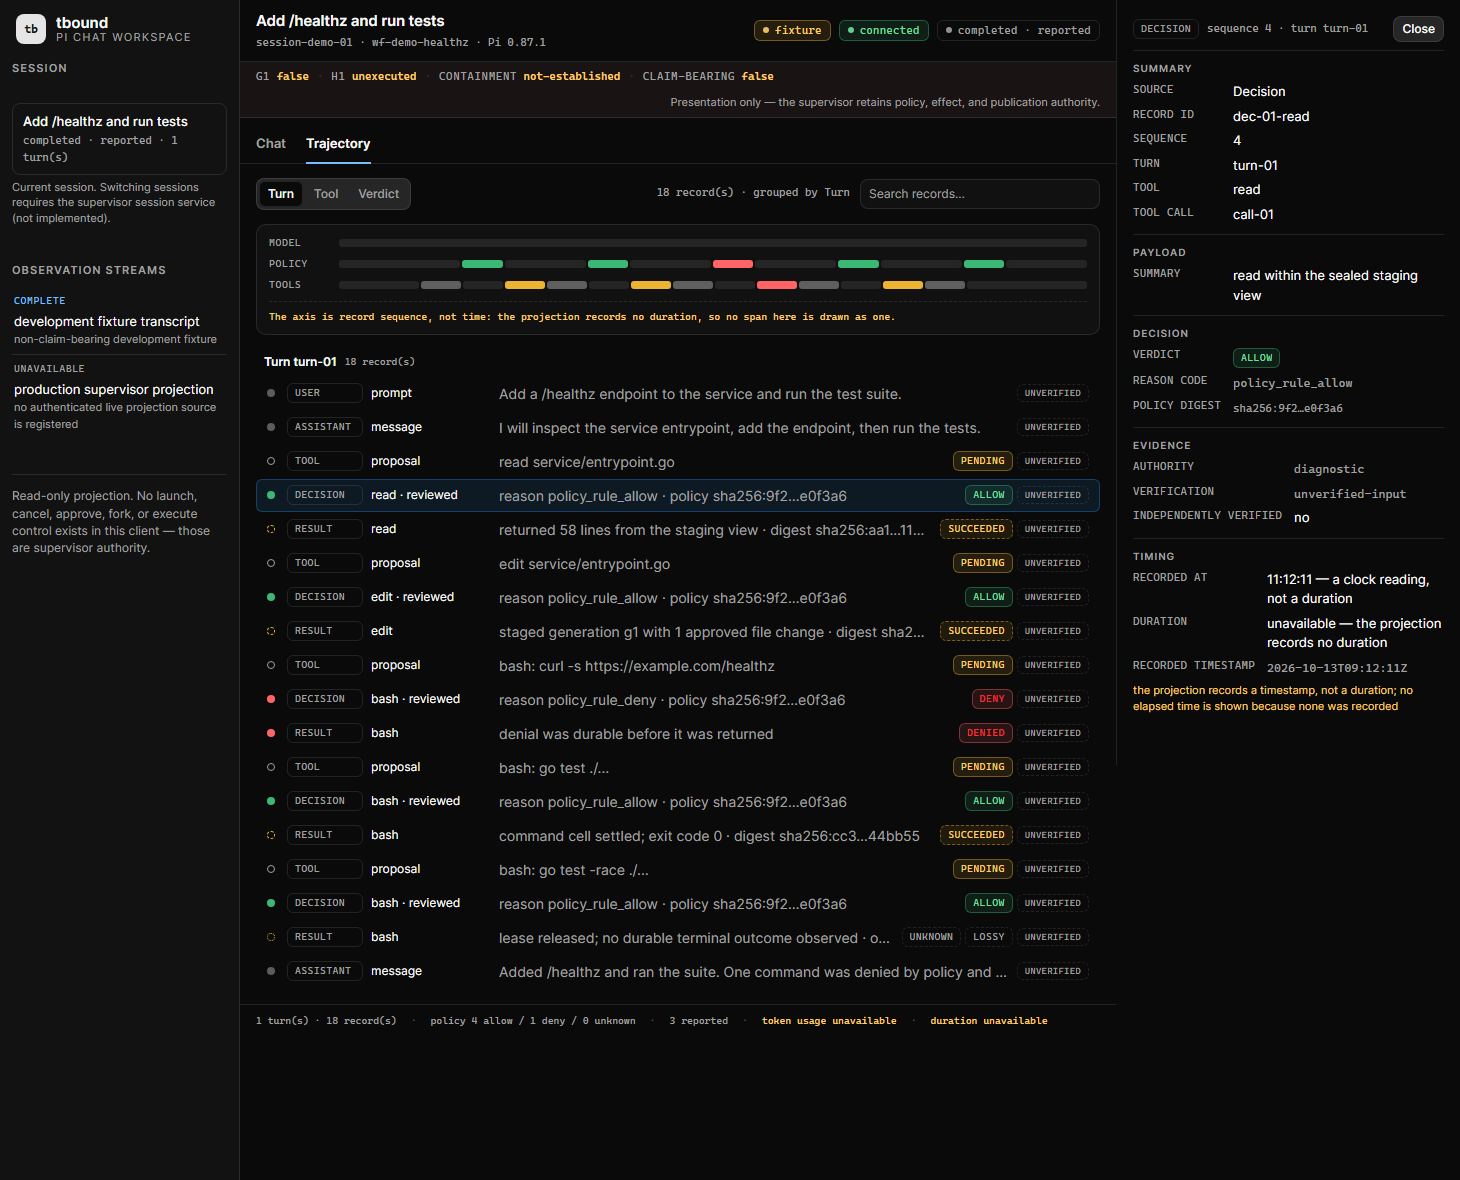 tb
tbound
PI CHAT WORKSPACE
SESSION
Add /healthz and run tests
completed · reported · 1
turn(s)
Current session. Switching sessions
requires the supervisor session service
(not implemented).
OBSERVATION STREAMS
COMPLETE
development fixture transcript
non-claim-bearing development fixture
UNAVAILABLE
production supervisor projection
no authenticated live projection source
is registered
Read-only projection. No launch,
cancel, approve, fork, or execute
control exists in this client — those
are supervisor authority.
Add /healthz and run tests
session-demo-01 · wf-demo-healthz · Pi 0.87.1
fixture
connected
completed · reported
G1 false · H1 unexecuted · CONTAINMENT not-established · CLAIM-BEARING false
Presentation only — the supervisor retains policy, effect, and publication authority.
Chat Trajectory
Turn Tool Verdict
18 record(s) · grouped by Turn
Search records...
MODEL
POLICY
TOOLS
The axis is record sequence, not time: the projection records no duration, so no span here is drawn as one.
Turn turn-01 18 record(s)
USER prompt Add a /healthz endpoint to the service and run the test suite. UNVERIFIED
ASSISTANT message I will inspect the service entrypoint, add the endpoint, then run the tests. UNVERIFIED
TOOL proposal read service/entrypoint.go PENDING UNVERIFIED
DECISION read · reviewed reason policy_rule_allow · policy sha256:9f2…e0f3a6 ALLOW UNVERIFIED
RESULT read returned 58 lines from the staging view · digest sha256:aa1…11… SUCCEEDED UNVERIFIED
TOOL proposal edit service/entrypoint.go PENDING UNVERIFIED
DECISION edit · reviewed reason policy_rule_allow · policy sha256:9f2…e0f3a6 ALLOW UNVERIFIED
RESULT edit staged generation g1 with 1 approved file change · digest sha2… SUCCEEDED UNVERIFIED
TOOL proposal bash: curl -s https://example.com/healthz PENDING UNVERIFIED
DECISION bash · reviewed reason policy_rule_deny · policy sha256:9f2…e0f3a6 DENY UNVERIFIED
RESULT bash denial was durable before it was returned DENIED UNVERIFIED
TOOL proposal bash: go test ./... PENDING UNVERIFIED
DECISION bash · reviewed reason policy_rule_allow · policy sha256:9f2…e0f3a6 ALLOW UNVERIFIED
RESULT bash command cell settled; exit code 0 · digest sha256:cc3…44bb55 SUCCEEDED UNVERIFIED
TOOL proposal bash: go test -race ./... PENDING UNVERIFIED
DECISION bash · reviewed reason policy_rule_allow · policy sha256:9f2…e0f3a6 ALLOW UNVERIFIED
RESULT bash lease released; no durable terminal outcome observed · o… UNKNOWN LOSSY UNVERIFIED
ASSISTANT message Added /healthz and ran the suite. One command was denied by policy and … UNVERIFIED
1 turn(s) · 18 record(s) · policy 4 allow / 1 deny / 0 unknown · 3 reported · token usage unavailable · duration unavailable
DECISION sequence 4 · turn turn-01 Close
SUMMARY
SOURCE Decision
RECORD ID dec-01-read
SEQUENCE 4
TURN turn-01
TOOL read
TOOL CALL call-01
PAYLOAD
SUMMARY read within the sealed staging
view
DECISION
VERDICT ALLOW
REASON CODE policy_rule_allow
POLICY DIGEST sha256:9f2…e0f3a6
EVIDENCE
AUTHORITY diagnostic
VERIFICATION unverified-input
INDEPENDENTLY VERIFIED no
TIMING
RECORDED AT 11:12:11 — a clock reading,
not a duration
DURATION unavailable — the projection
records no duration
RECORDED TIMESTAMP 2026-10-13T09:12:11Z
the projection records a timestamp, not a duration; no
elapsed time is shown because none was recorded